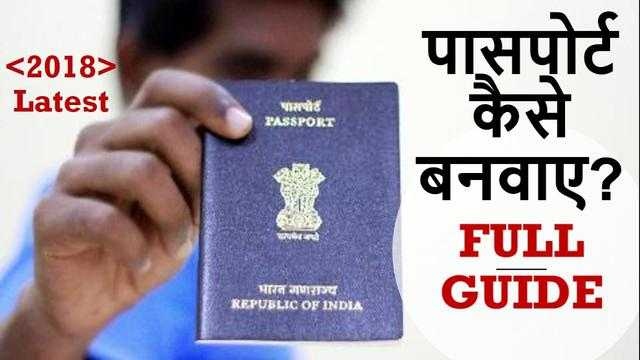 <2018>
Latest
पासपोर्ट
PASSPORT
सत्यमेव जयते
भारत गणराज्य
REPUBLIC OF INDIA
पासपोर्ट
कैसे
बनवाए?
FULL
GUIDE